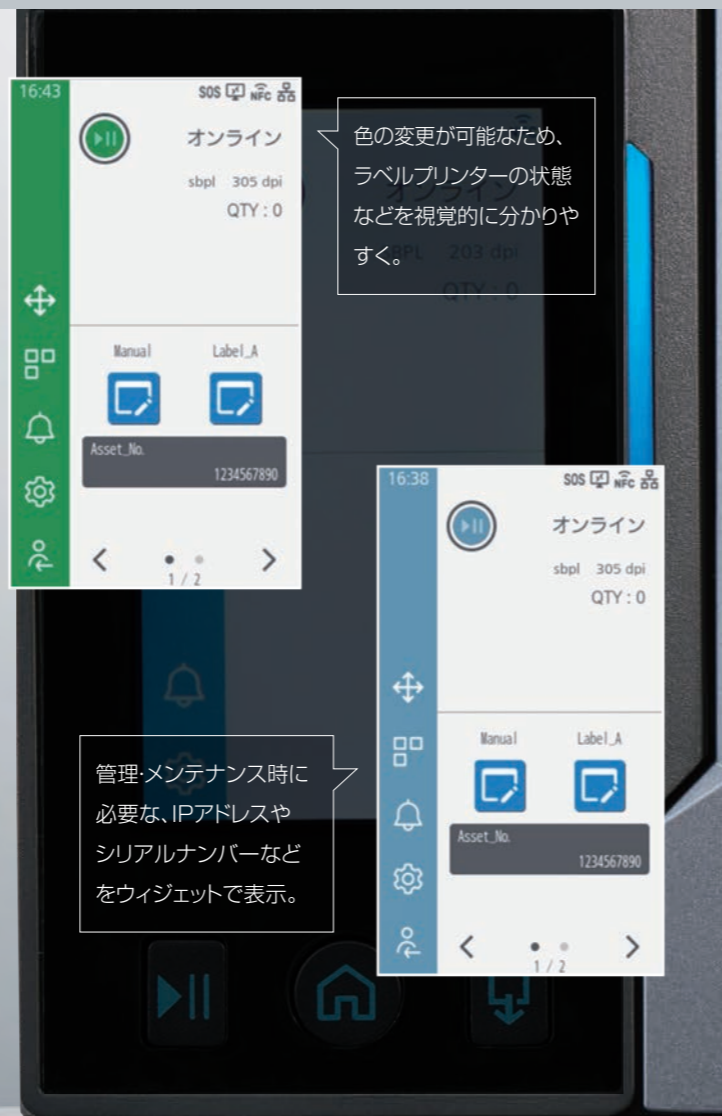 16:43
SOS NFC
オンライン
sbpl 305 dpi
QTY : 0
Manual Label_A
Asset_No.
1234567890
1 / 2
色の変更が可能なため、
ラベルプリンターの状態
などを視覚的に分かりや
すく。
203 dpi
QTY : 0
16:38
SOS NFC
オンライン
sbpl 305 dpi
QTY : 0
Manual Label_A
Asset_No.
1234567890
1 / 2
管理・メンテナンス時に
必要な、IPアドレスや
シリアルナンバーなど
をウィジェットで表示。